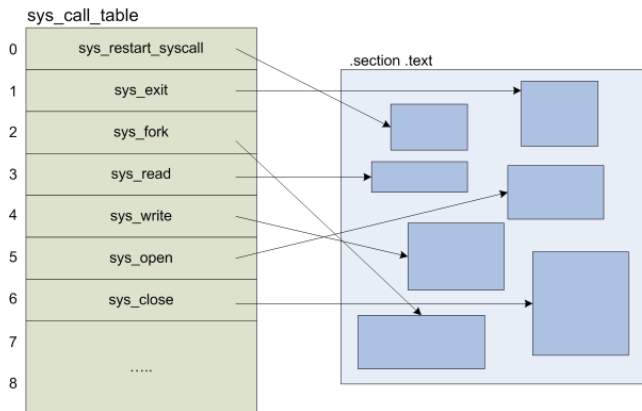 sys_call_table
0 sys_restart_syscall
1 sys_exit
2 sys_fork
3 sys_read
4 sys_write
5 sys_open
6 sys_close
7
.....
8
.section .text